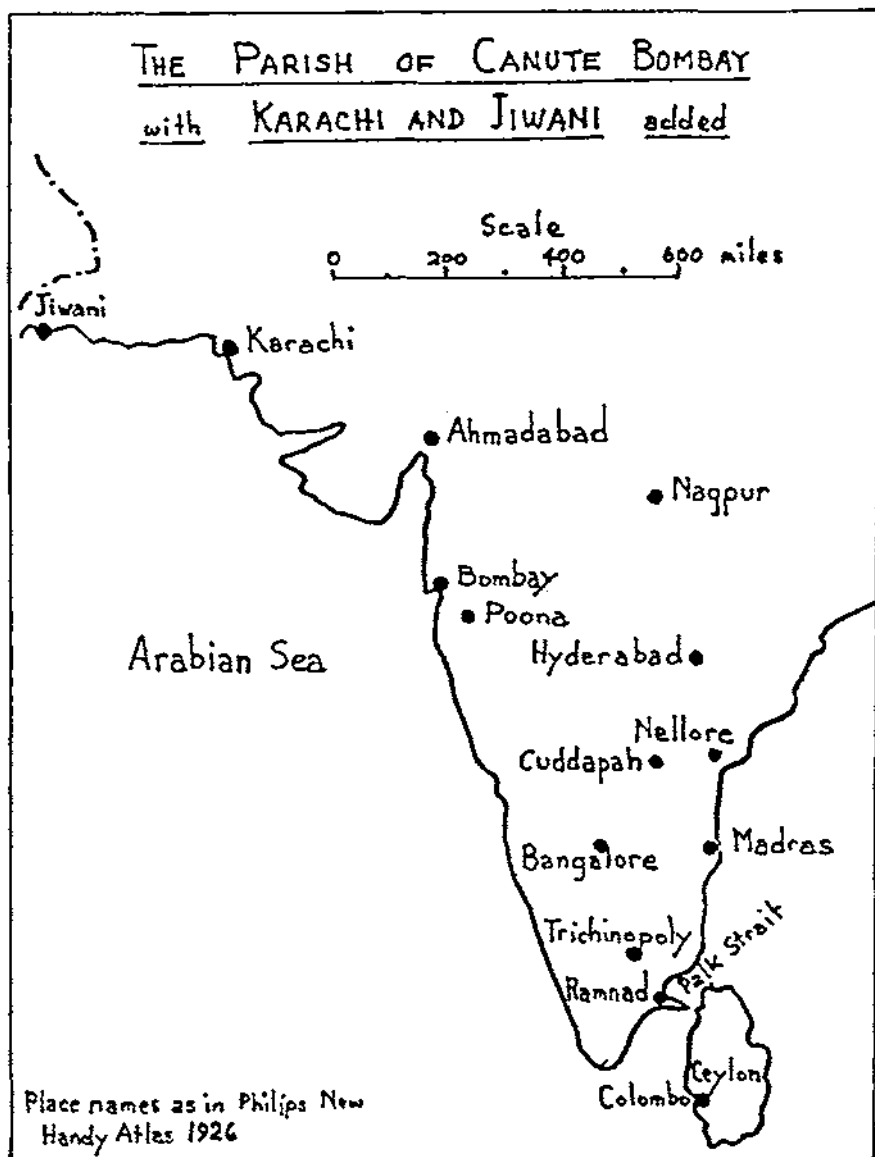 THE PARISH OF CANUTE BOMBAY
with KARACHI AND JIWANI added
Scale
0 200 400 600 miles
Jiwani
Karachi
Ahmadabad
Nagpur
Bombay
Poona
Arabian Sea
Hyderabad
Nellore
Cuddapah
Bangalore
Madras
Trichinopoly
Palk Strait
Ramnad
Ceylon
Colombo
Place names as in Philips New
Handy Atlas 1926